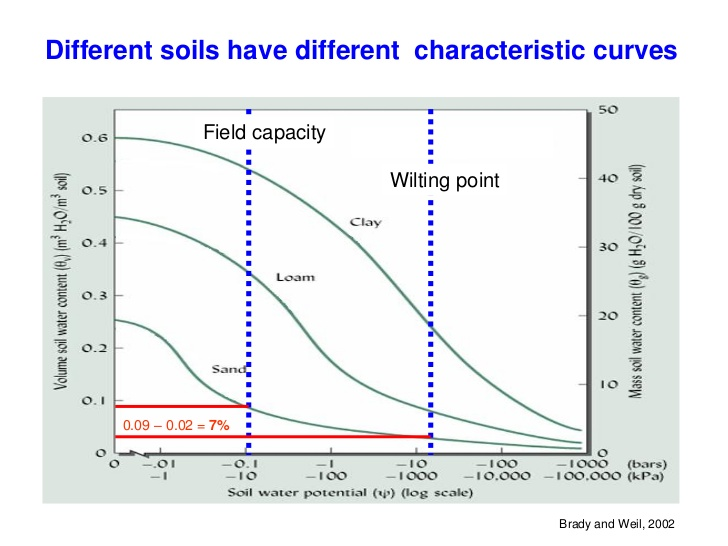 Different soils have different characteristic curves
Field capacity
Wilting point
Clay
Loam
Sand
0.09 – 0.02 = 7%
Volume soil water content (θv) (m³ H2O/m³ soil)
0.6
0.5
0.4
0.3
0.2
0.1
0
50
40
30
20
10
0
Mass soil water content (θg) (g H2O/100 g dry soil)
0 –.01 –0.1 –1 –10 –100 –1000 (bars)
–1 –10 –100 –1000 –10,000 –100,000 (kPa)
Soil water potential (ψ) (log scale)
Brady and Weil, 2002